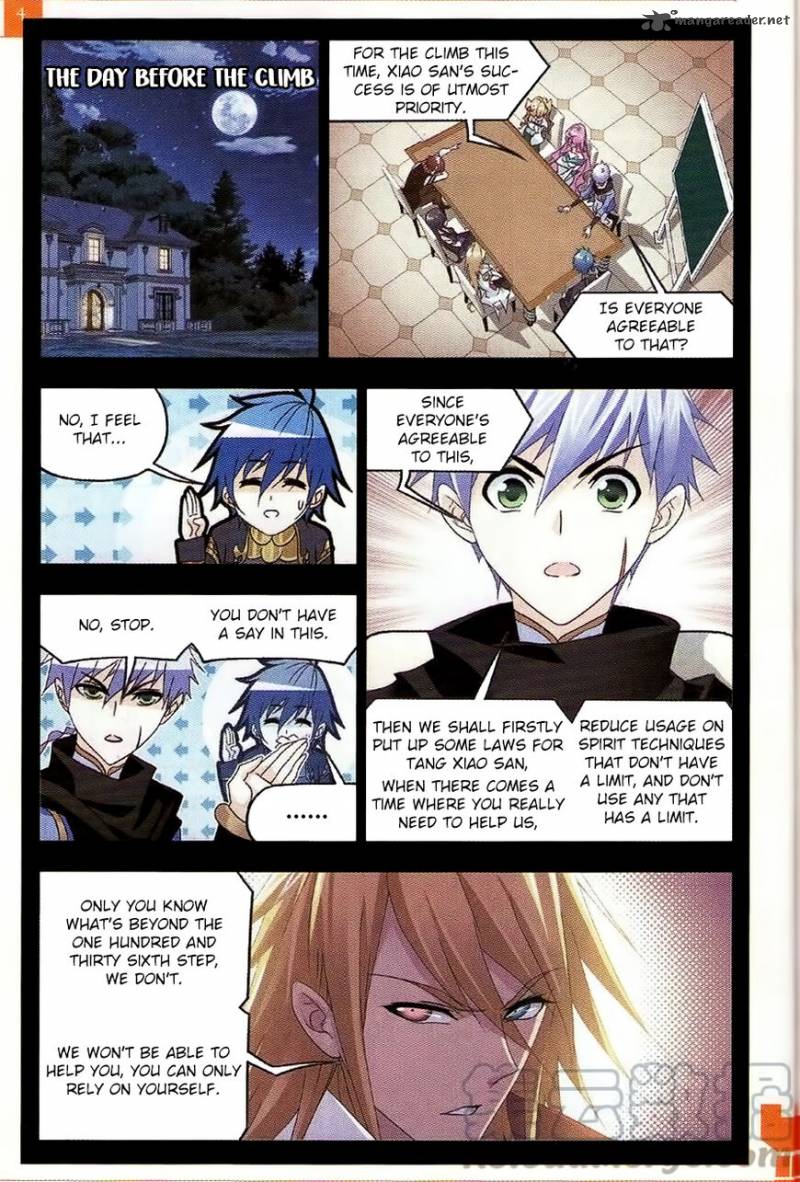 4
mangareader.net
THE DAY BEFORE THE CLIMB
FOR THE CLIMB THIS
TIME, XIAO SAN'S SUC-
CESS IS OF UTMOST
PRIORITY.
IS EVERYONE
AGREEABLE
TO THAT?
NO, I FEEL
THAT...
SINCE
EVERYONE'S
AGREEABLE
TO THIS,
NO, STOP.
YOU DON'T HAVE
A SAY IN THIS.
......
THEN WE SHALL FIRSTLY
PUT UP SOME LAWS FOR
TANG XIAO SAN,
WHEN THERE COMES A
TIME WHERE YOU REALLY
NEED TO HELP US,
REDUCE USAGE ON
SPIRIT TECHNIQUES
THAT DON'T HAVE
A LIMIT, AND DON'T
USE ANY THAT
HAS A LIMIT.
ONLY YOU KNOW
WHAT'S BEYOND THE
ONE HUNDRED AND
THIRTY SIXTH STEP,
WE DON'T.
WE WON'T BE ABLE TO
HELP YOU, YOU CAN ONLY
RELY ON YOURSELF.